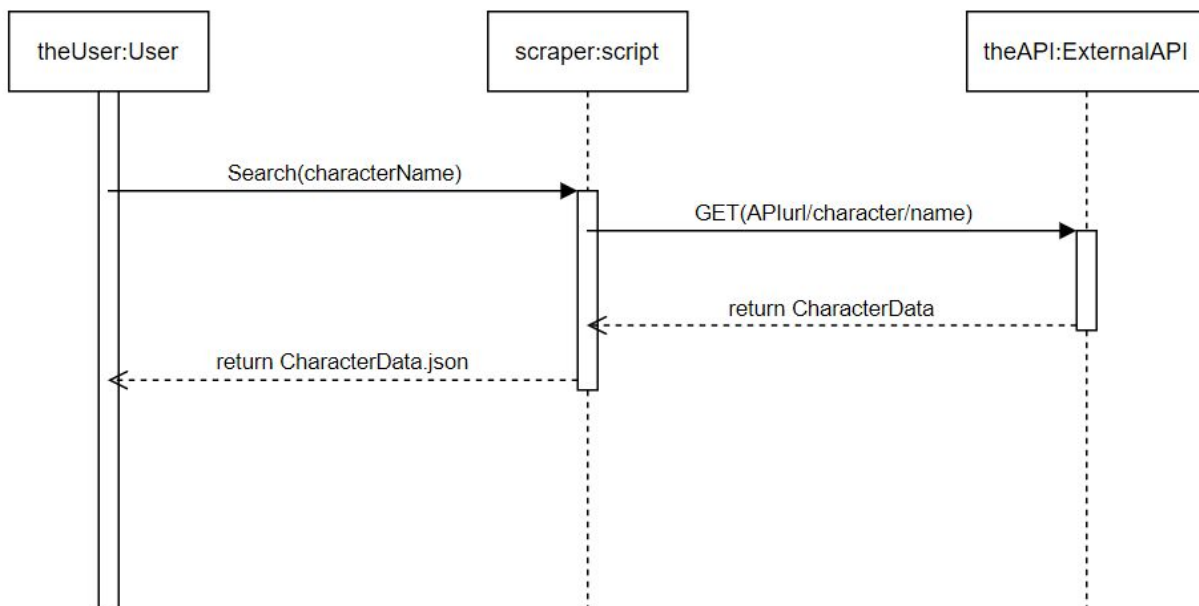 theUser:User
scraper:script
theAPI:ExternalAPI
Search(characterName)
GET(APIurl/character/name)
return CharacterData
return CharacterData.json